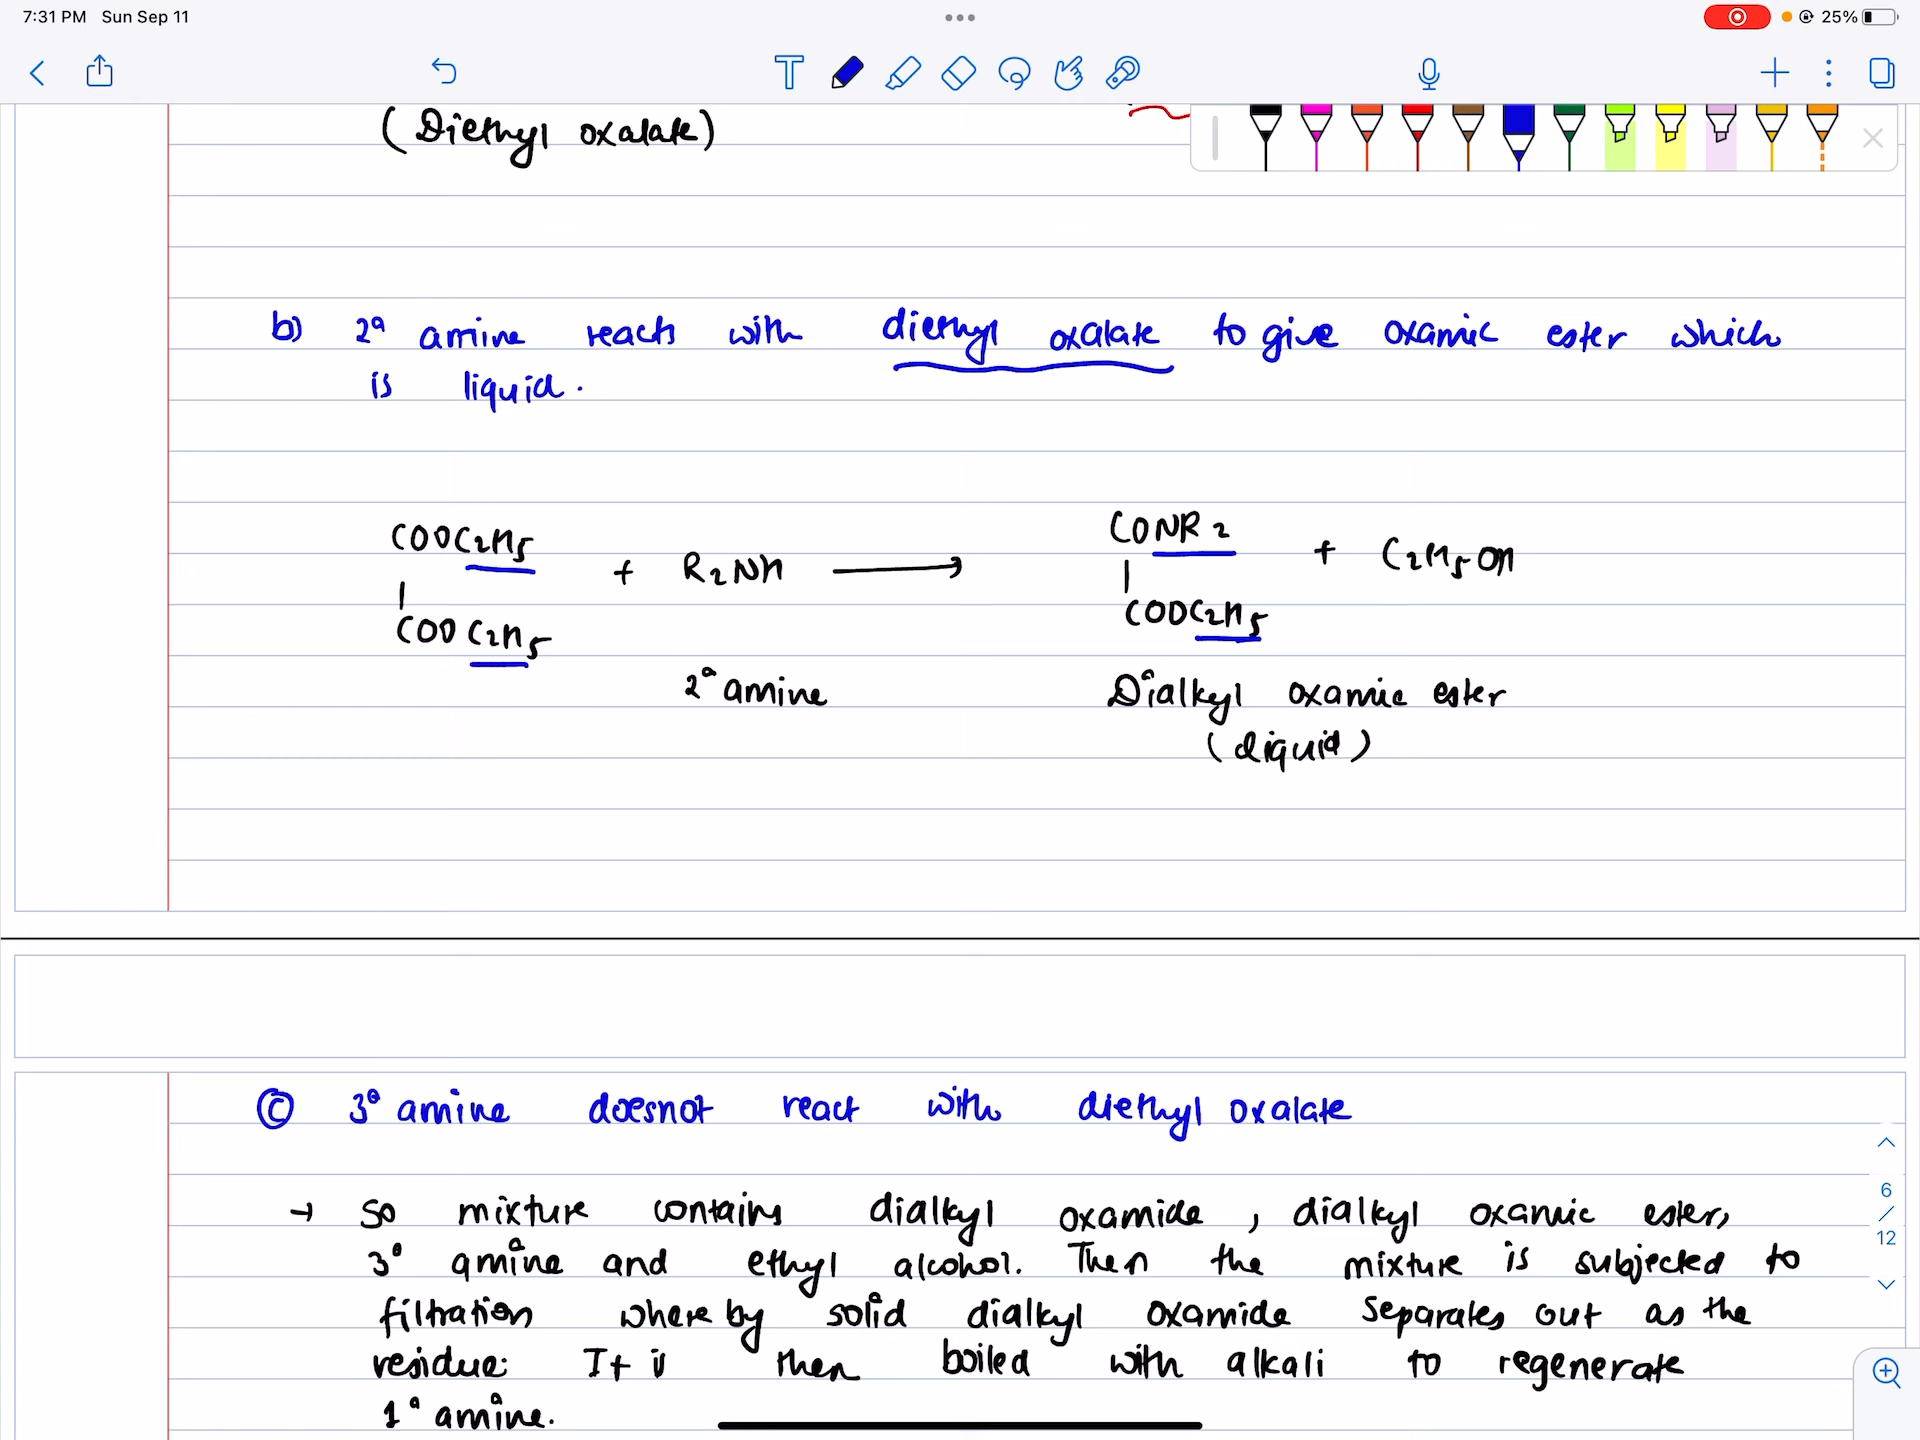 7:31 PM Sun Sep 11
25%
(Diethyl oxalate)
b) 2° amine reacts with diethyl oxalate to give oxamic ester which
is liquid.
COOC2H5 + R2NH → CONR2 + C2H5OH
|
COOC2H5 COOC2H5
2° amine Dialkyl oxamic ester
(liquid)
© 3° amine doesnot react with diethyl oxalate
6
/
12
→ so mixture contains dialkyl oxamide, dialkyl oxamic ester,
3° amine and ethyl alcohol. Then the mixture is subjected to
filtration where by solid dialkyl oxamide separates out as the
residue. It is then boiled with alkali to regenerate
1° amine.